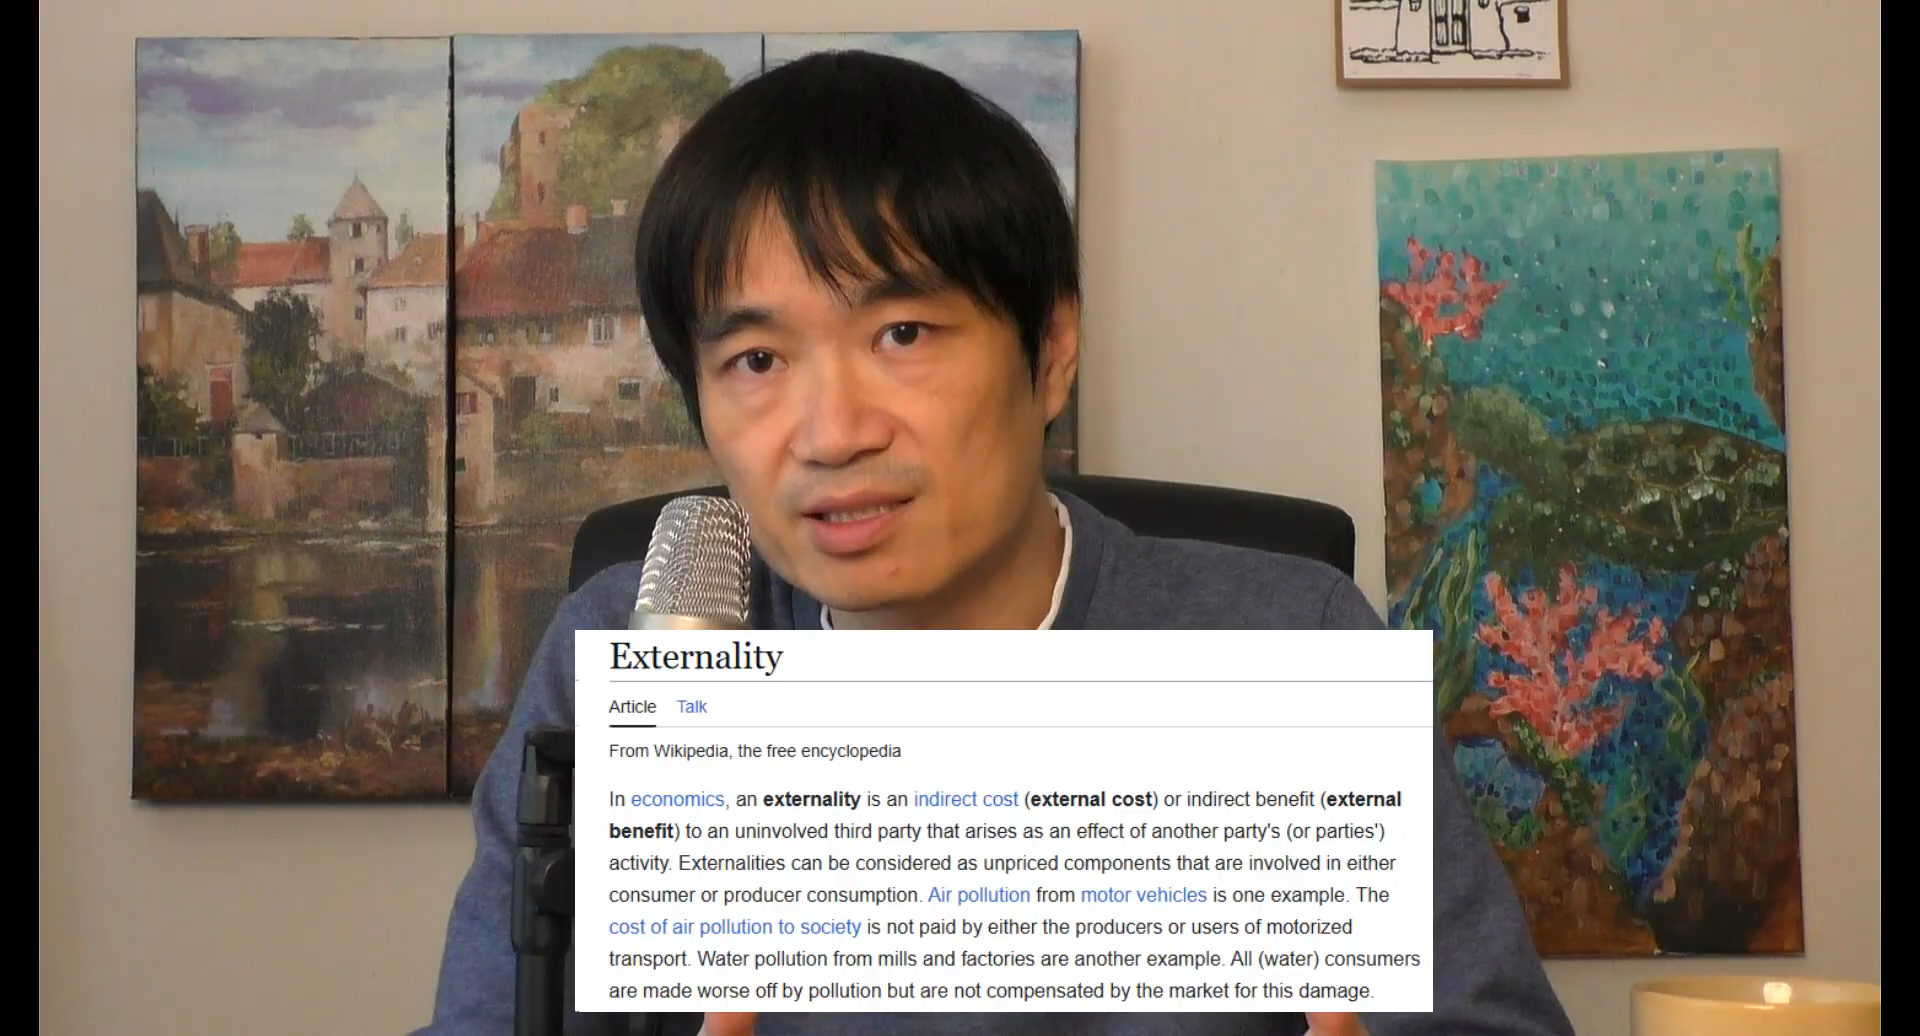 Externality
Article Talk
From Wikipedia, the free encyclopedia
In economics, an externality is an indirect cost (external cost) or indirect benefit (external
benefit) to an uninvolved third party that arises as an effect of another party's (or parties')
activity. Externalities can be considered as unpriced components that are involved in either
consumer or producer consumption. Air pollution from motor vehicles is one example. The
cost of air pollution to society is not paid by either the producers or users of motorized
transport. Water pollution from mills and factories are another example. All (water) consumers
are made worse off by pollution but are not compensated by the market for this damage.